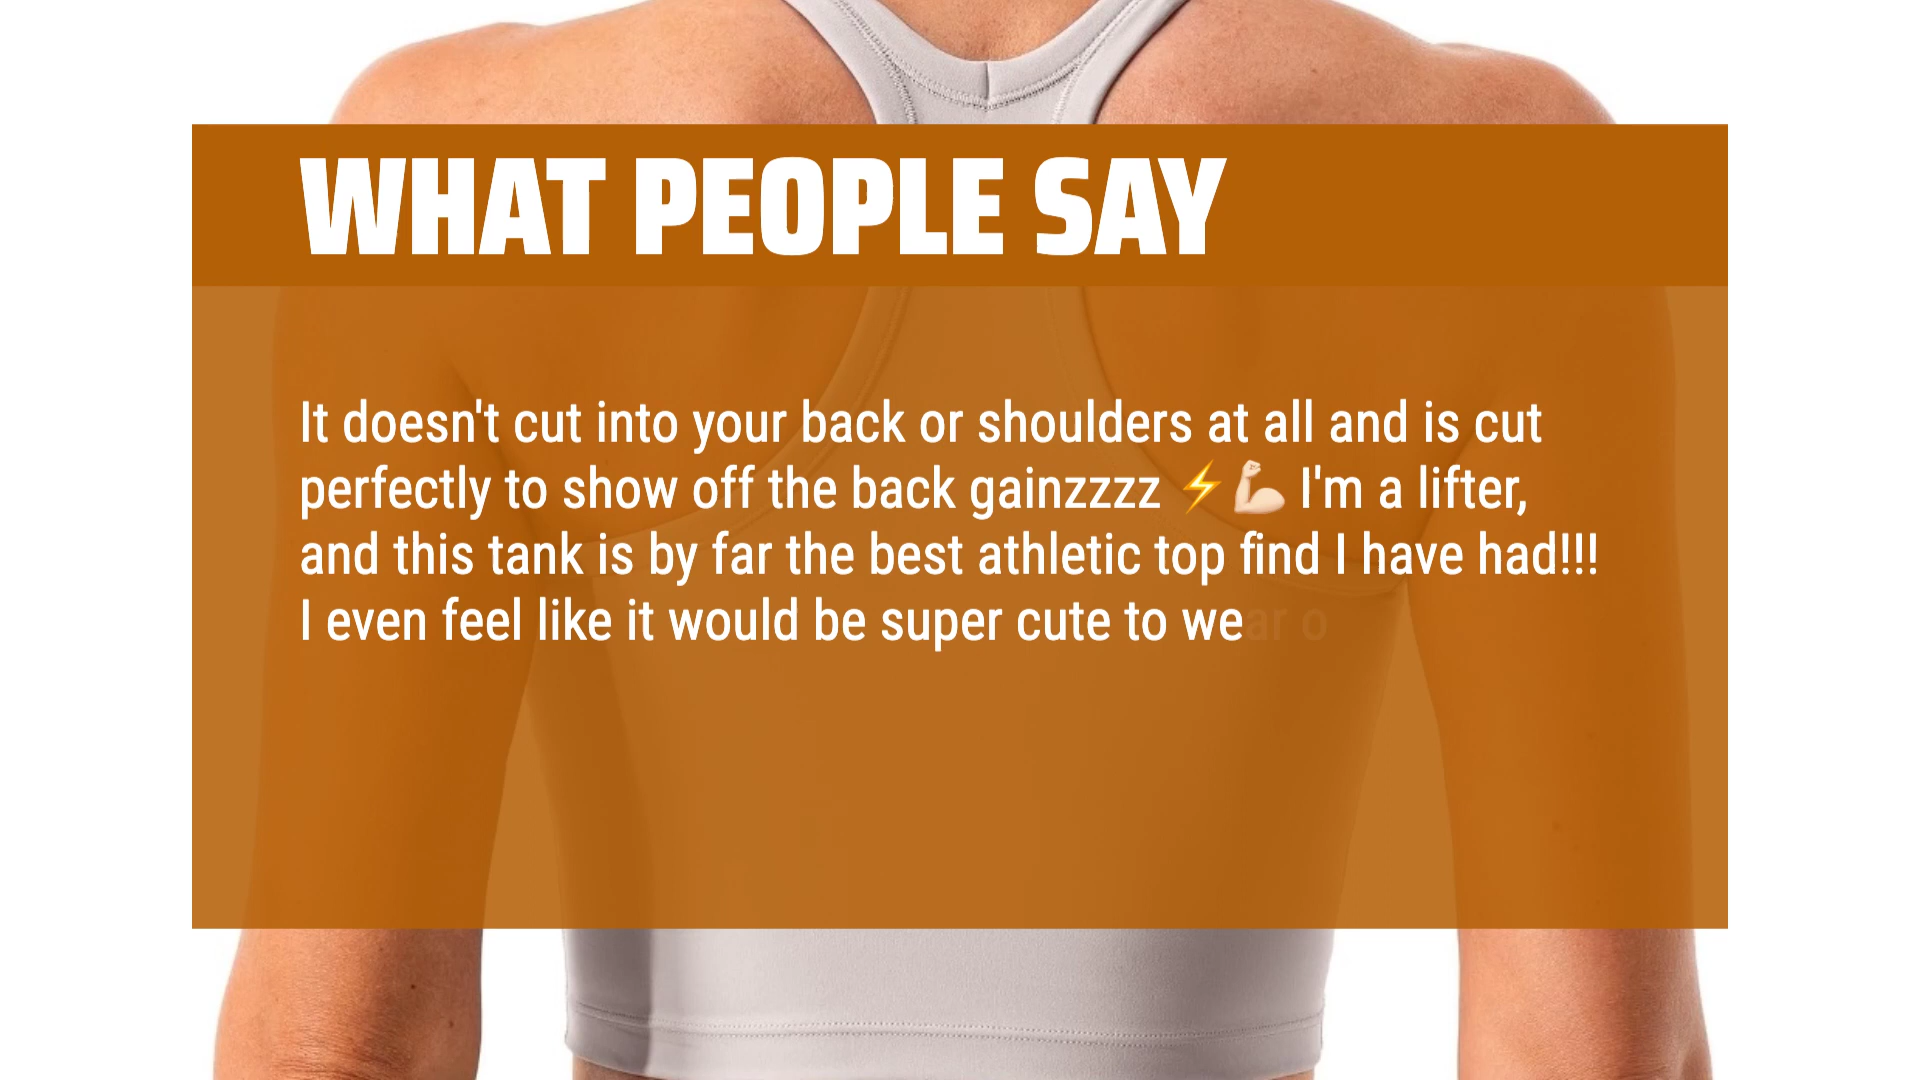 WHAT PEOPLE SAY
It doesn't cut into your back or shoulders at all and is cut
perfectly to show off the back gainzzzz ⚡💪🏻 I'm a lifter,
and this tank is by far the best athletic top find I have had!!!
I even feel like it would be super cute to wear o